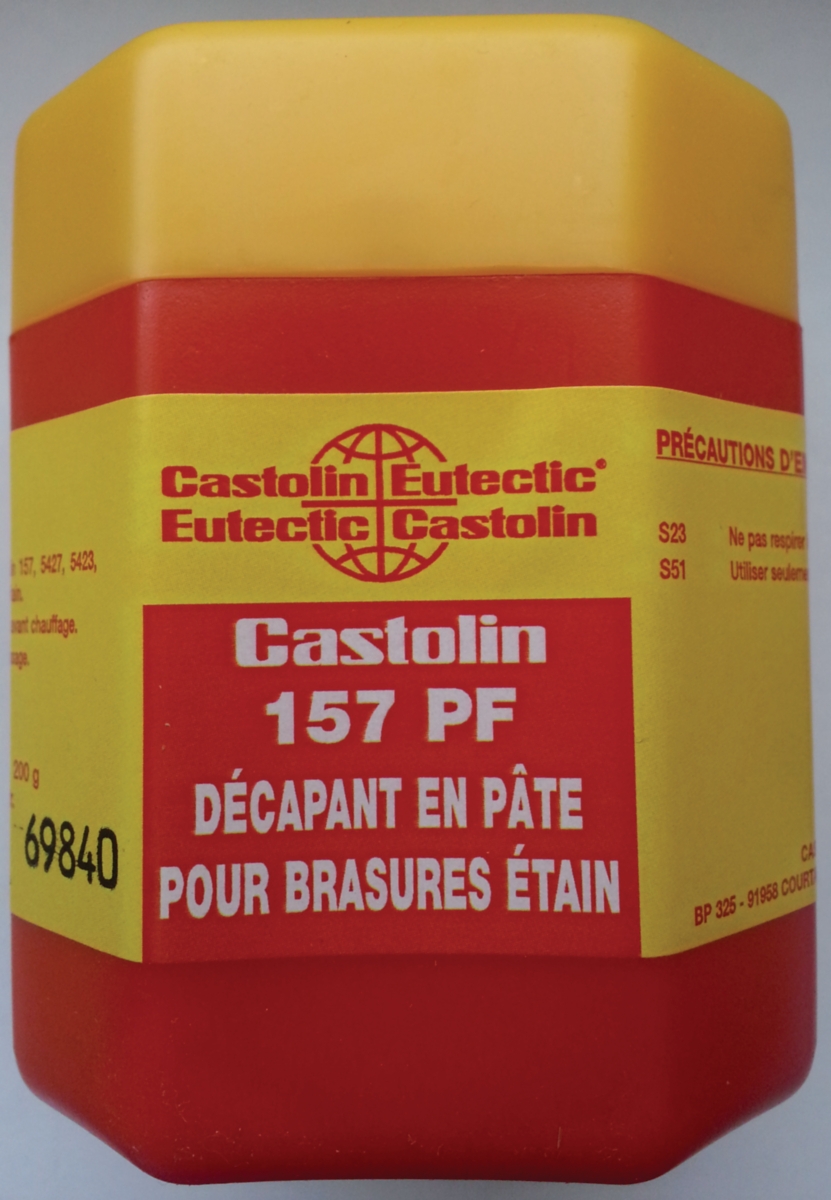 Castolin Eutectic®
Eutectic Castolin
Castolin
157 PF
DÉCAPANT EN PÂTE
POUR BRASURES ÉTAIN
157, 5427, 5423,
chauffage.
200 g
69840
PRÉCAUTIONS
S23 Ne pas respirer
S51 Utiliser
BP 325 - 91958